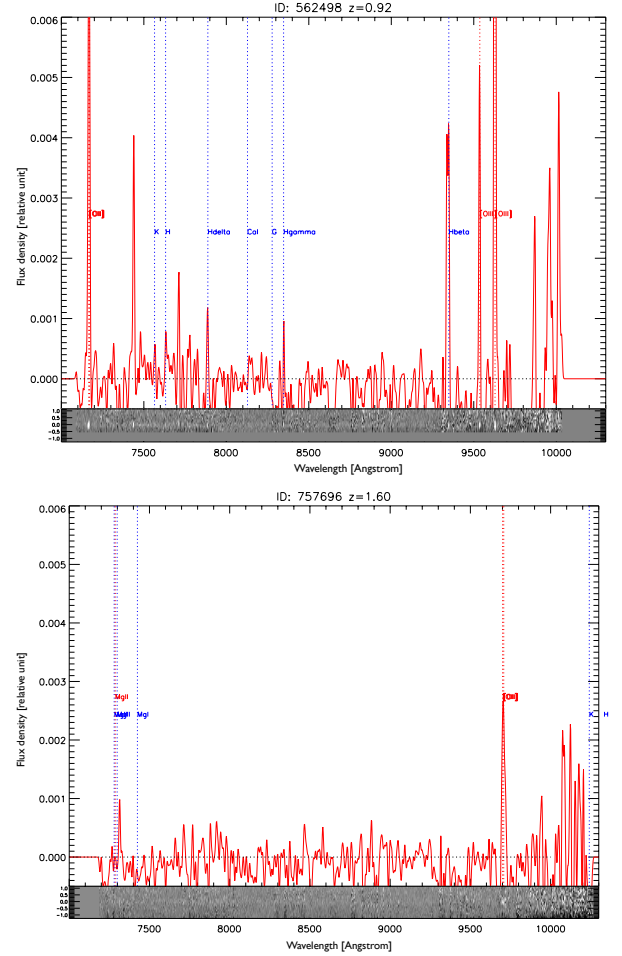 ID: 562498 z=0.92
0.006
0.005
0.004
0.003
0.002
0.001
0.000
Flux density [relative unit]
[OII]
K H Hdelta CaI G Hgamma Hbeta
[OIII] [OIII]
1.0
0.5
0.0
−0.5
−1.0
7500 8000 8500 9000 9500 10000
Wavelength [Angstrom]
ID: 757696 z=1.60
0.006
0.005
0.004
0.003
0.002
0.001
0.000
Flux density [relative unit]
MgII
MgI
[OII]
K H
1.0
0.5
0.0
−0.5
−1.0
7500 8000 8500 9000 9500 10000
Wavelength [Angstrom]